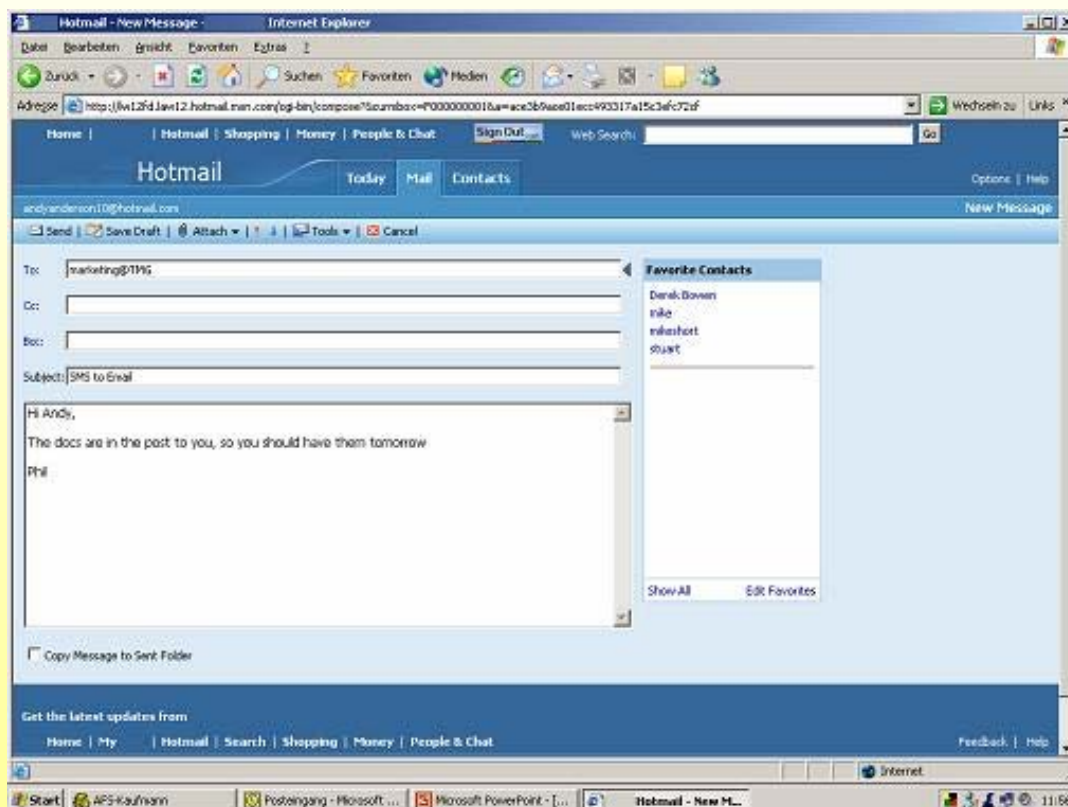 Hotmail - New Message - Internet Explorer
Datei Bearbeiten Ansicht Favoriten Extras ?
Zurück Suchen Favoriten Medien
Adresse Wechseln zu Links
Home | | Hotmail | Shopping | Money | People & Chat Sign Out Web Search: Go
Hotmail Today Mail Contacts Options | Help
andyanderson10@hotmail.com New Message
Send | Save Draft | Attach | | Tools | Cancel
To: marketing@TMG Favorite Contacts
Derek Bowen
Cc: mike
mikeshort
Bcc: stuart
Subject: SMS to Email
Hi Andy,
The docs are in the post to you, so you should have them tomorrow
Phil
Show All Edit Favorites
Copy Message to Sent Folder
Get the latest updates from
Home | My | Hotmail | Search | Shopping | Money | People & Chat Feedback | Help
Internet
Start APS-Kaufmann Posteingang - Microsoft ... Microsoft PowerPoint - [... Hotmail - New M...